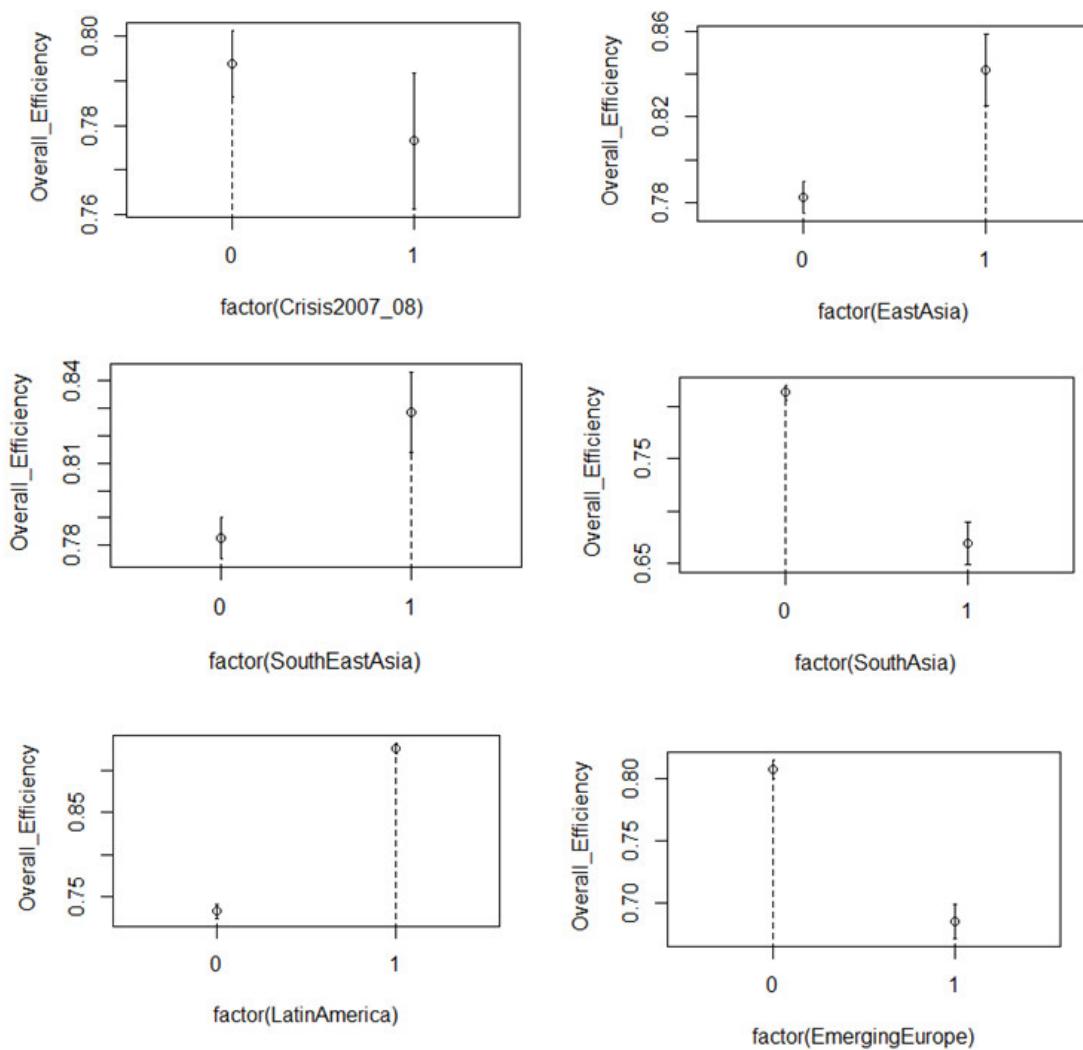 Overall_Efficiency
0.80
0.78
0.76
0 1
factor(Crisis2007_08)
Overall_Efficiency
0.86
0.82
0.78
0 1
factor(EastAsia)
Overall_Efficiency
0.84
0.81
0.78
0 1
factor(SouthEastAsia)
Overall_Efficiency
0.75
0.65
0 1
factor(SouthAsia)
Overall_Efficiency
0.85
0.75
0 1
factor(LatinAmerica)
Overall_Efficiency
0.80
0.75
0.70
0 1
factor(EmergingEurope)